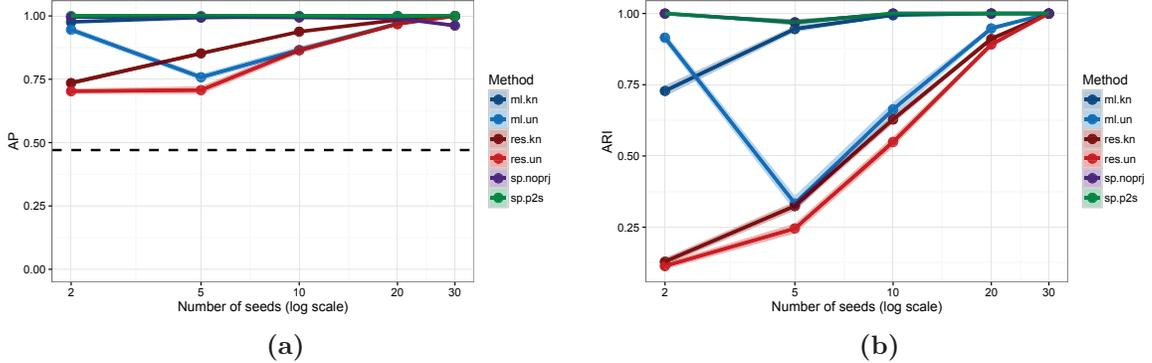 1.00
0.75
0.50
0.25
0.00
AP
2
5
10
20
30
Number of seeds (log scale)
Method
ml.kn
ml.un
res.kn
res.un
sp.noprj
sp.p2s
(a)
1.00
0.75
0.50
0.25
ARI
2
5
10
20
30
Number of seeds (log scale)
Method
ml.kn
ml.un
res.kn
res.un
sp.noprj
sp.p2s
(b)